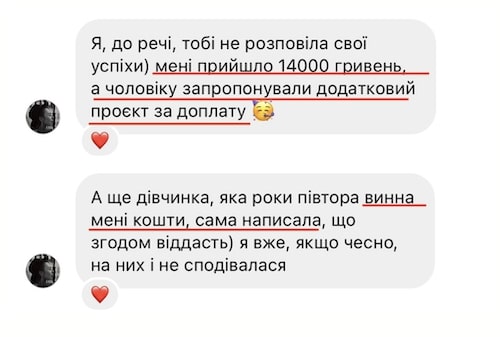 Я, до речі, тобі не розповіла свої
успіхи) мені прийшло 14000 гривень,
а чоловіку запропонували додатковий
проєкт за доплату 🥳
❤️
А ще дівчинка, яка роки півтора винна
мені кошти, сама написала, що
згодом віддасть) я вже, якщо чесно,
на них і не сподівалася
❤️